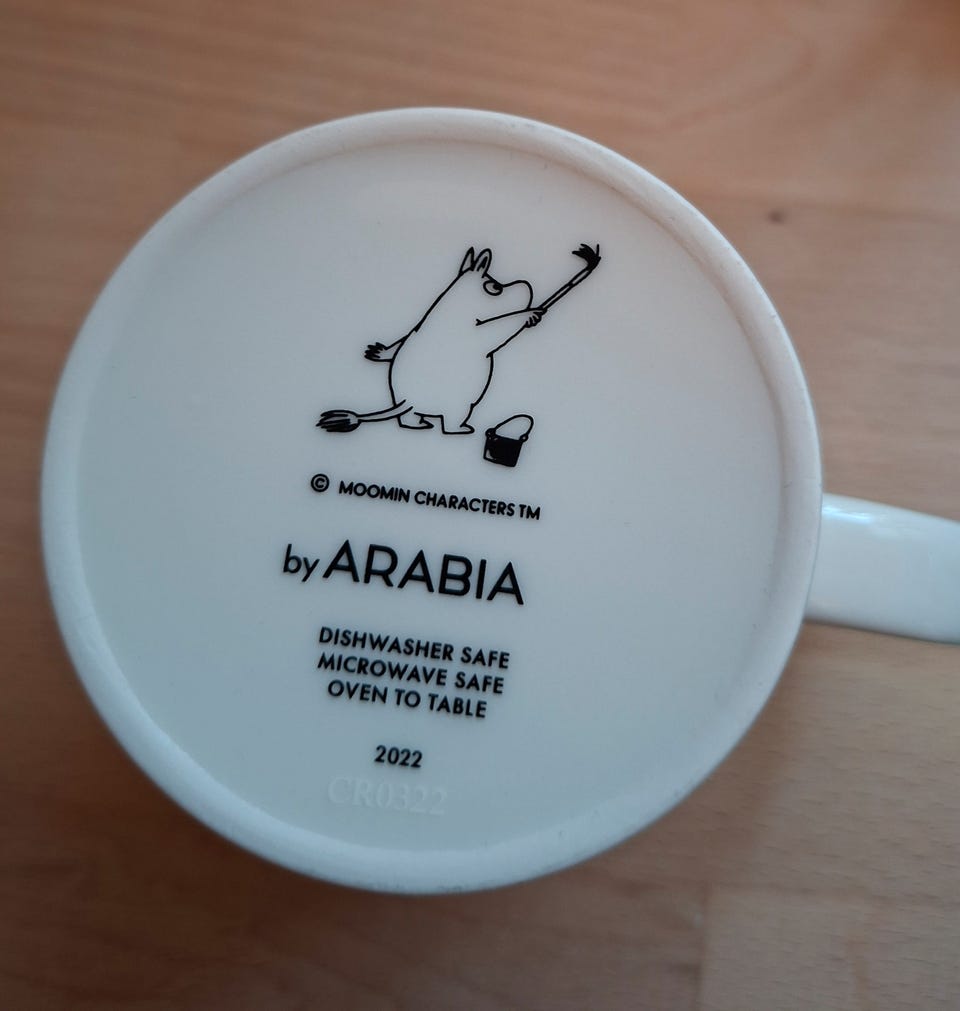 © MOOMIN CHARACTERS TM
by ARABIA
DISHWASHER SAFE
MICROWAVE SAFE
OVEN TO TABLE
2022
CR0322